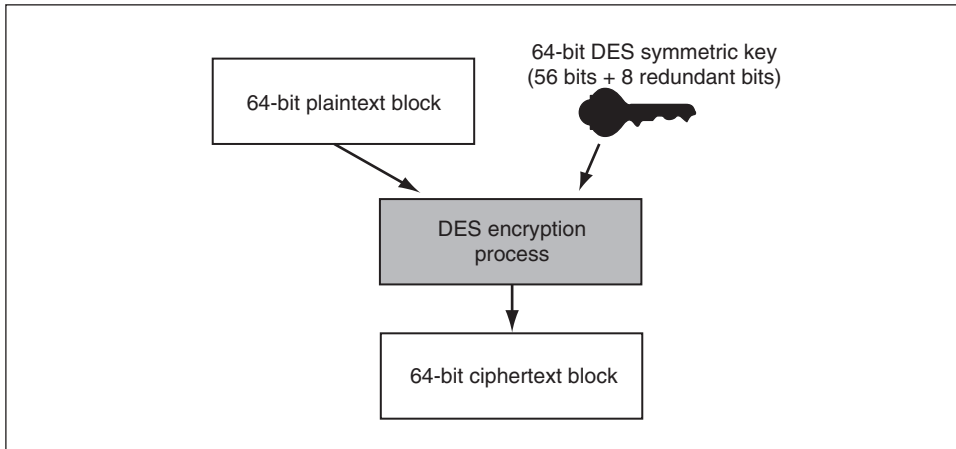 64-bit DES symmetric key
(56 bits + 8 redundant bits)
64-bit plaintext block
DES encryption
process
64-bit ciphertext block